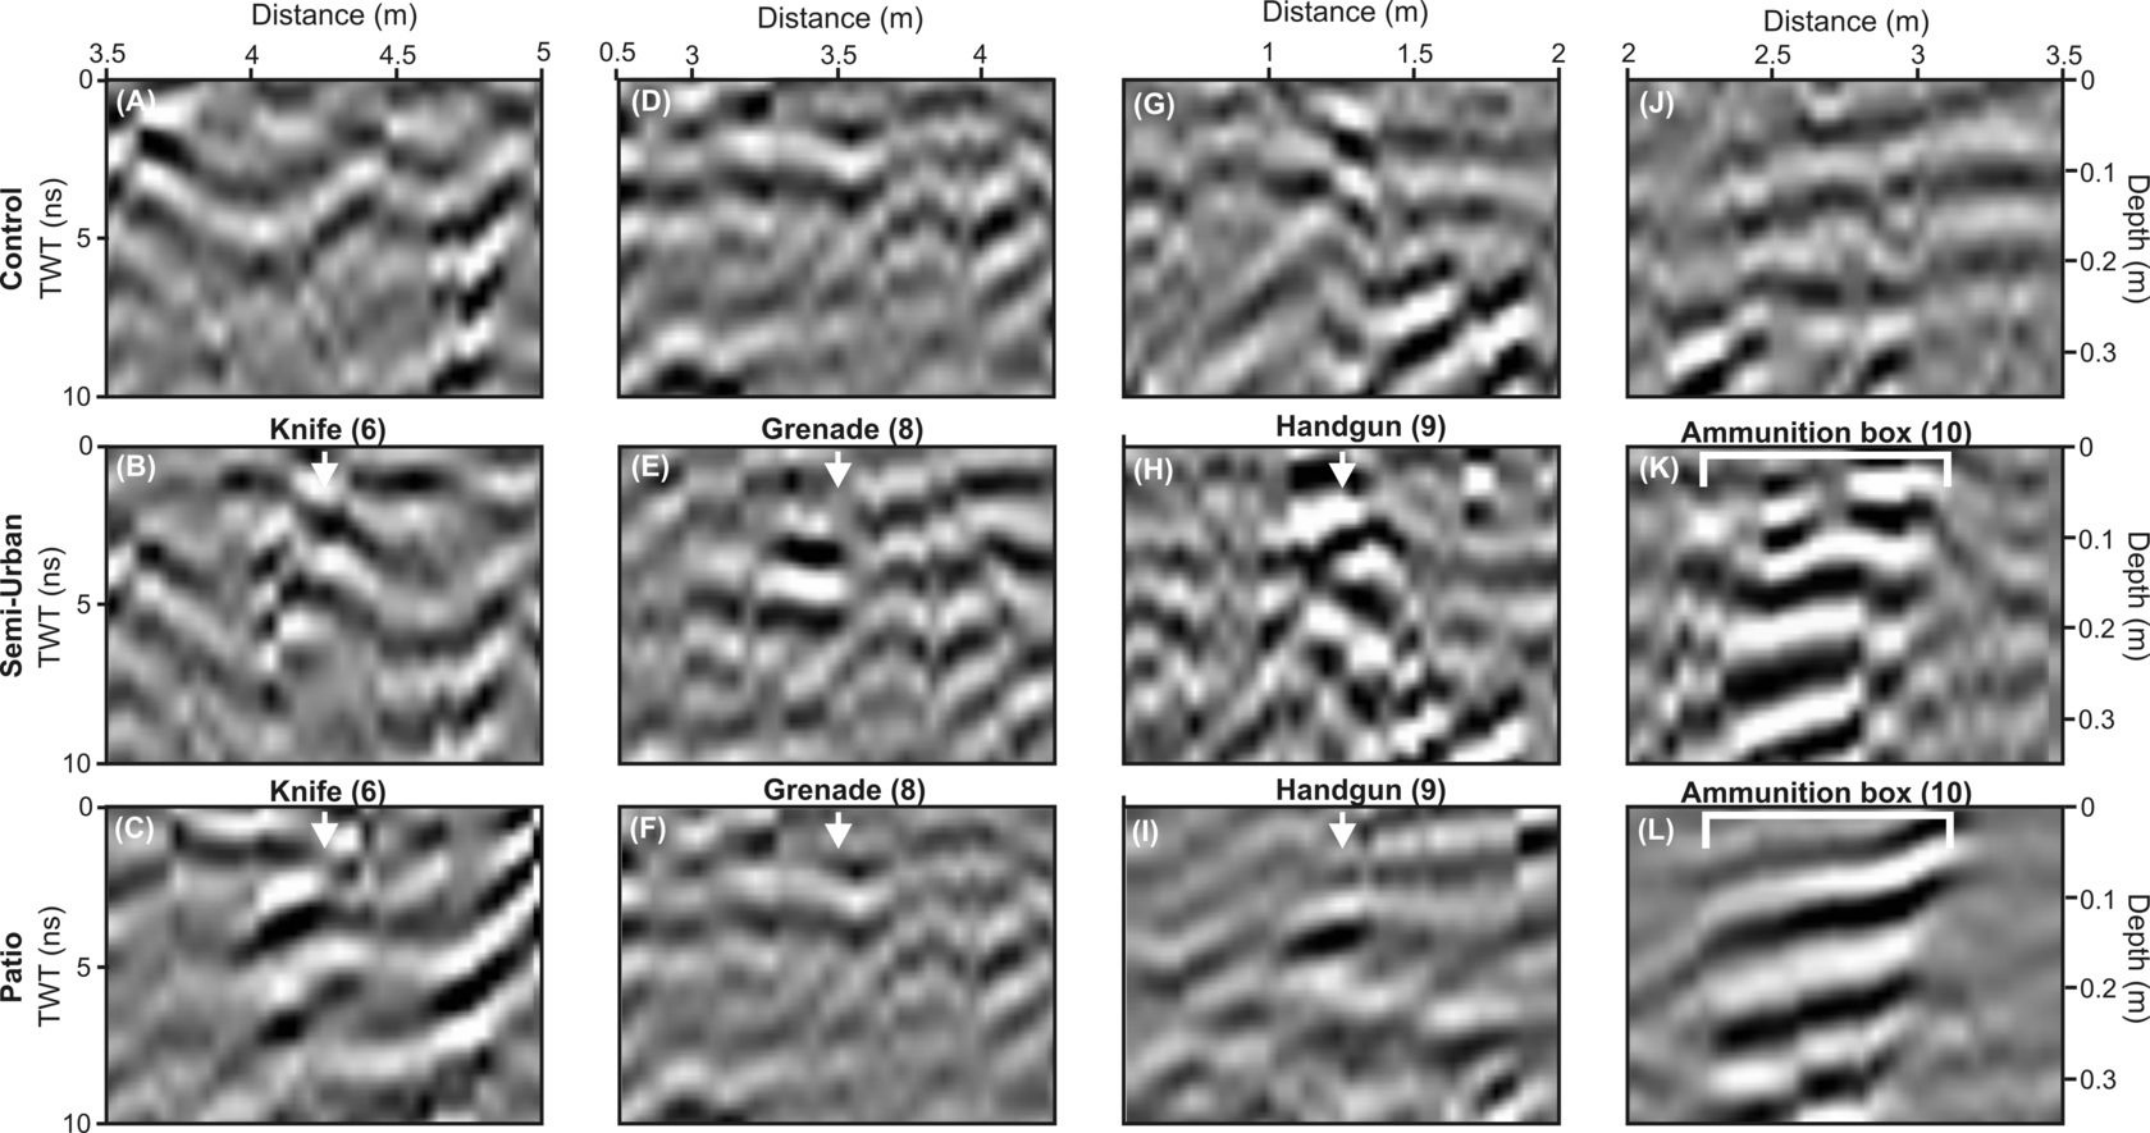 Distance (m) Distance (m) Distance (m) Distance (m)
3.5 4 4.5 5 0.5 3 3.5 4 1 1.5 2 2 2.5 3 3.5
Control
TWT (ns)
0
5
10
(A) (D) (G) (J)
0
0.1
0.2
0.3
Depth (m)
Knife (6) Grenade (8) Handgun (9) Ammunition box (10)
Semi-Urban
TWT (ns)
0
5
10
(B) (E) (H) (K)
0
0.1
0.2
0.3
Depth (m)
Knife (6) Grenade (8) Handgun (9) Ammunition box (10)
Patio
TWT (ns)
0
5
10
(C) (F) (I) (L)
0
0.1
0.2
0.3
Depth (m)